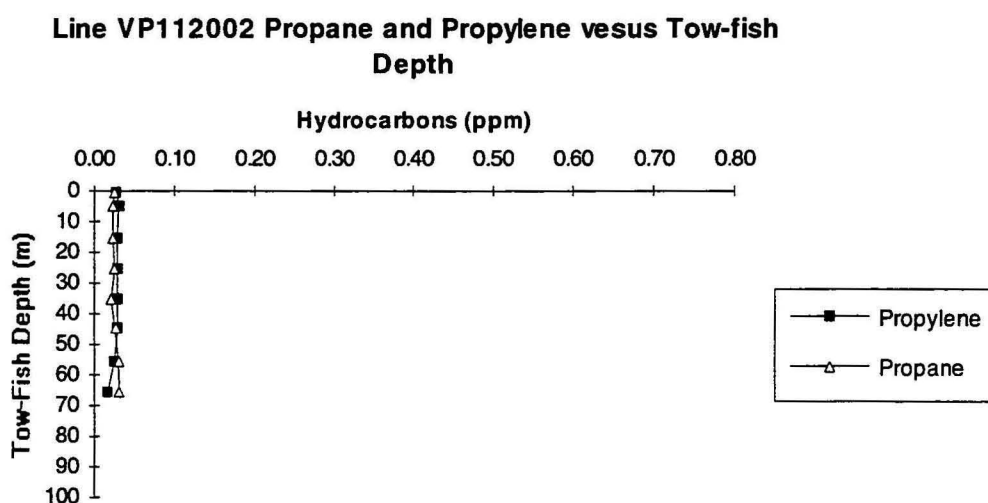 Line VP112002 Propane and Propylene vesus Tow-fish
Depth
Hydrocarbons (ppm)
0.00 0.10 0.20 0.30 0.40 0.50 0.60 0.70 0.80
Tow-Fish Depth (m)
0
10
20
30
40
50
60
70
80
90
100
Propylene
Propane